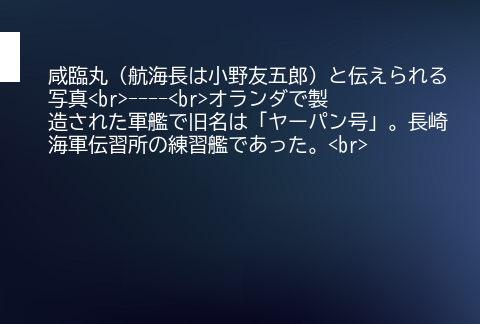 咸臨丸（航海長は小野友五郎）と伝えられる
写真<br>----<br>オランダで製
造された軍艦で旧名は「ヤーパン号」。長崎
海軍伝習所の練習艦であった。<br>